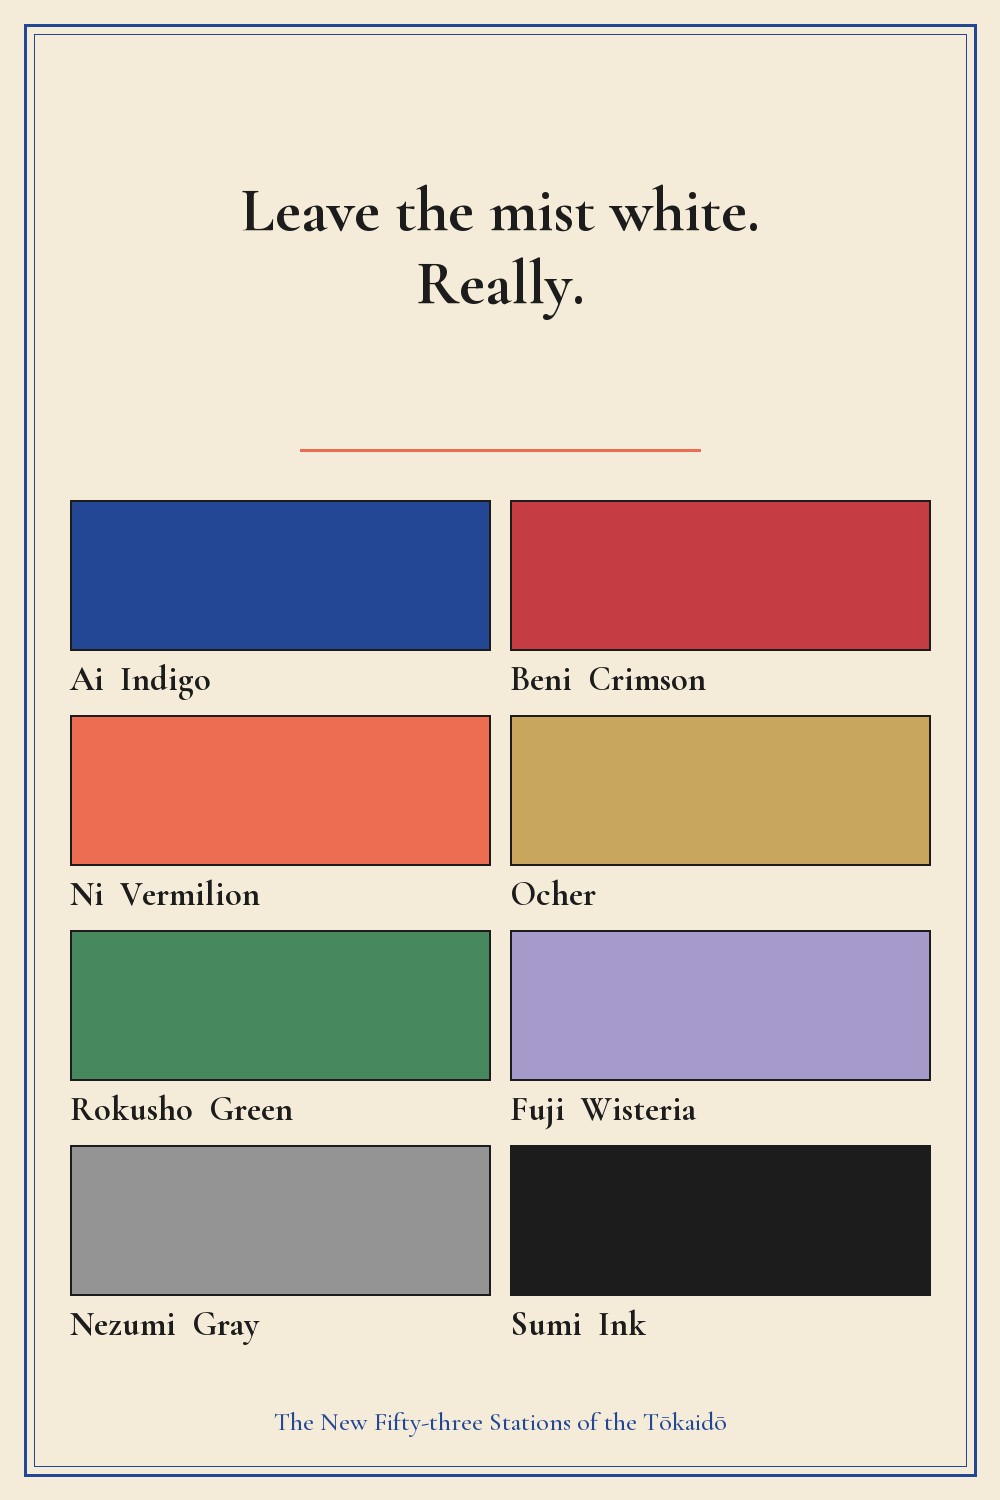 Leave the mist white.
Really.
Ai Indigo
Beni Crimson
Ni Vermilion
Ocher
Rokusho Green
Fuji Wisteria
Nezumi Gray
Sumi Ink
The New Fifty-three Stations of the Tōkaidō